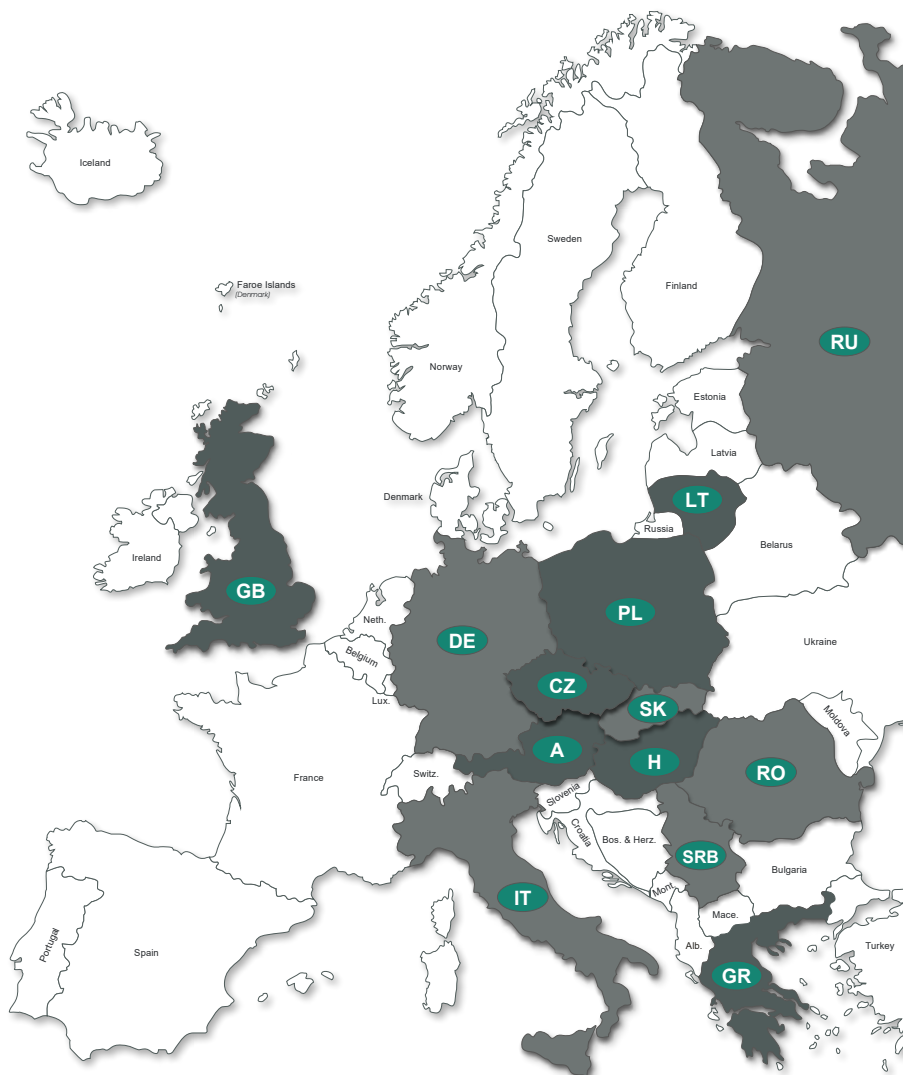 Iceland
Sweden
Faroe Islands
(Denmark)
Finland
RU
Norway
Estonia
Latvia
Denmark
LT
Russia
Belarus
Ireland
GB
Neth.
PL
DE
Ukraine
Belgium
CZ
Lux.
SK
Moldova
A
H
RO
Switz.
France
Slovenia
Croatia
Bos. & Herz.
SRB
Bulgaria
Mont.
IT
Mace.
Portugal
Spain
Alb.
Turkey
GR